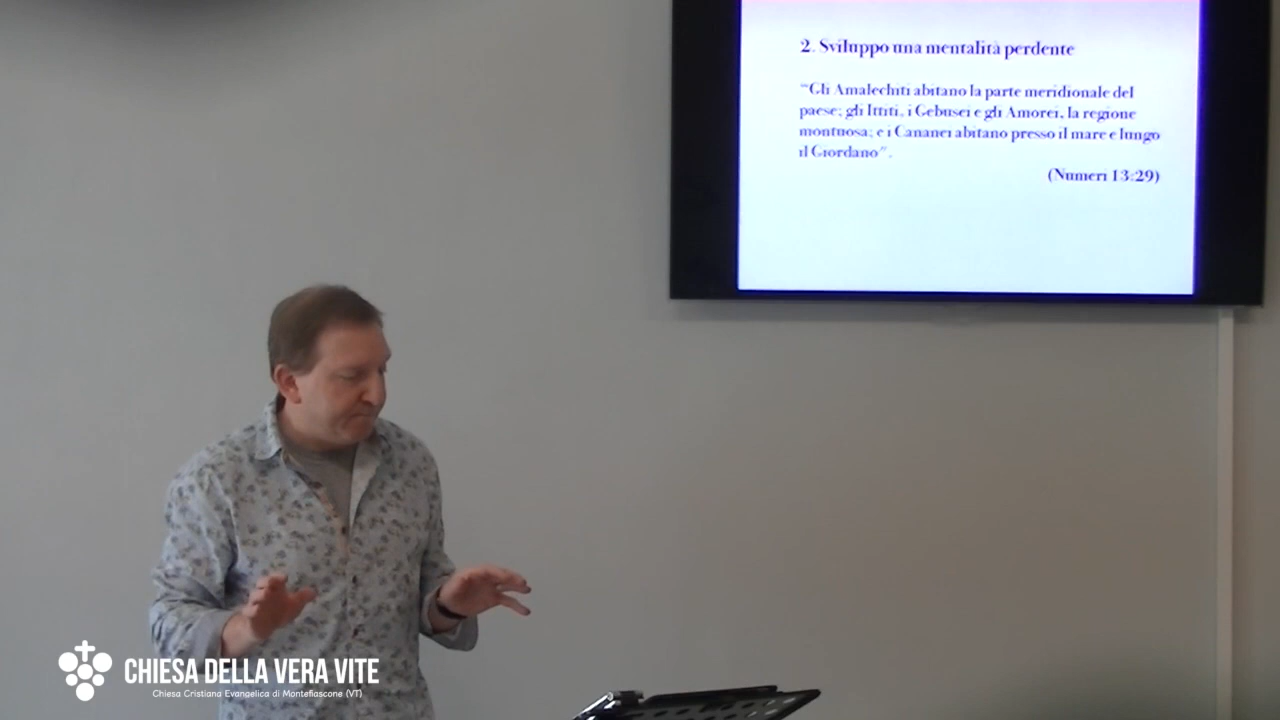 2. Sviluppo una mentalità perdente
"Gli Amalechiti abitano la parte meridionale del
paese; gli Ittiti, i Gebusei e gli Amorei, la regione
montuosa; e i Cananei abitano presso il mare e lungo
il Giordano".
(Numeri 13:29)
CHIESA DELLA VERA VITE
Chiesa Cristiana Evangelica di Montefiascone (VT)